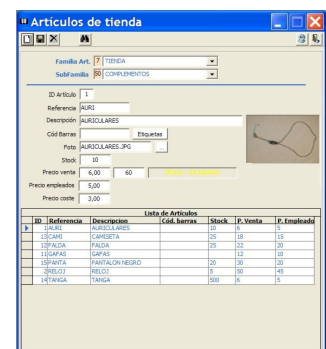 Artículos de tienda
Familia Art. 7 TIENDA
SubFamilia 50 COMPLEMENTOS
ID Artículo 1
Referencia AURI
Descripción AURICULARES
Cód Barras Etiquetas
Foto AURICULARES.JPG ...
Stock 10
Precio venta 6,00 60
Precio empleados 5,00
Precio coste 3,00
Lista de Artículos
ID Referencia Descripcion Cód. barras Stock P. Venta P. Empleado
1 AURI AURICULARES 10 6 5
13 CAMI CAMISETA 25 18 15
12 FALDA FALDA 25 22 20
11 GAFAS GAFAS 12 10
15 PANTA PANTALON NEGRO 20 30 20
2 RELOJ RELOJ 5 50 45
14 TANGA TANGA 500 6 5